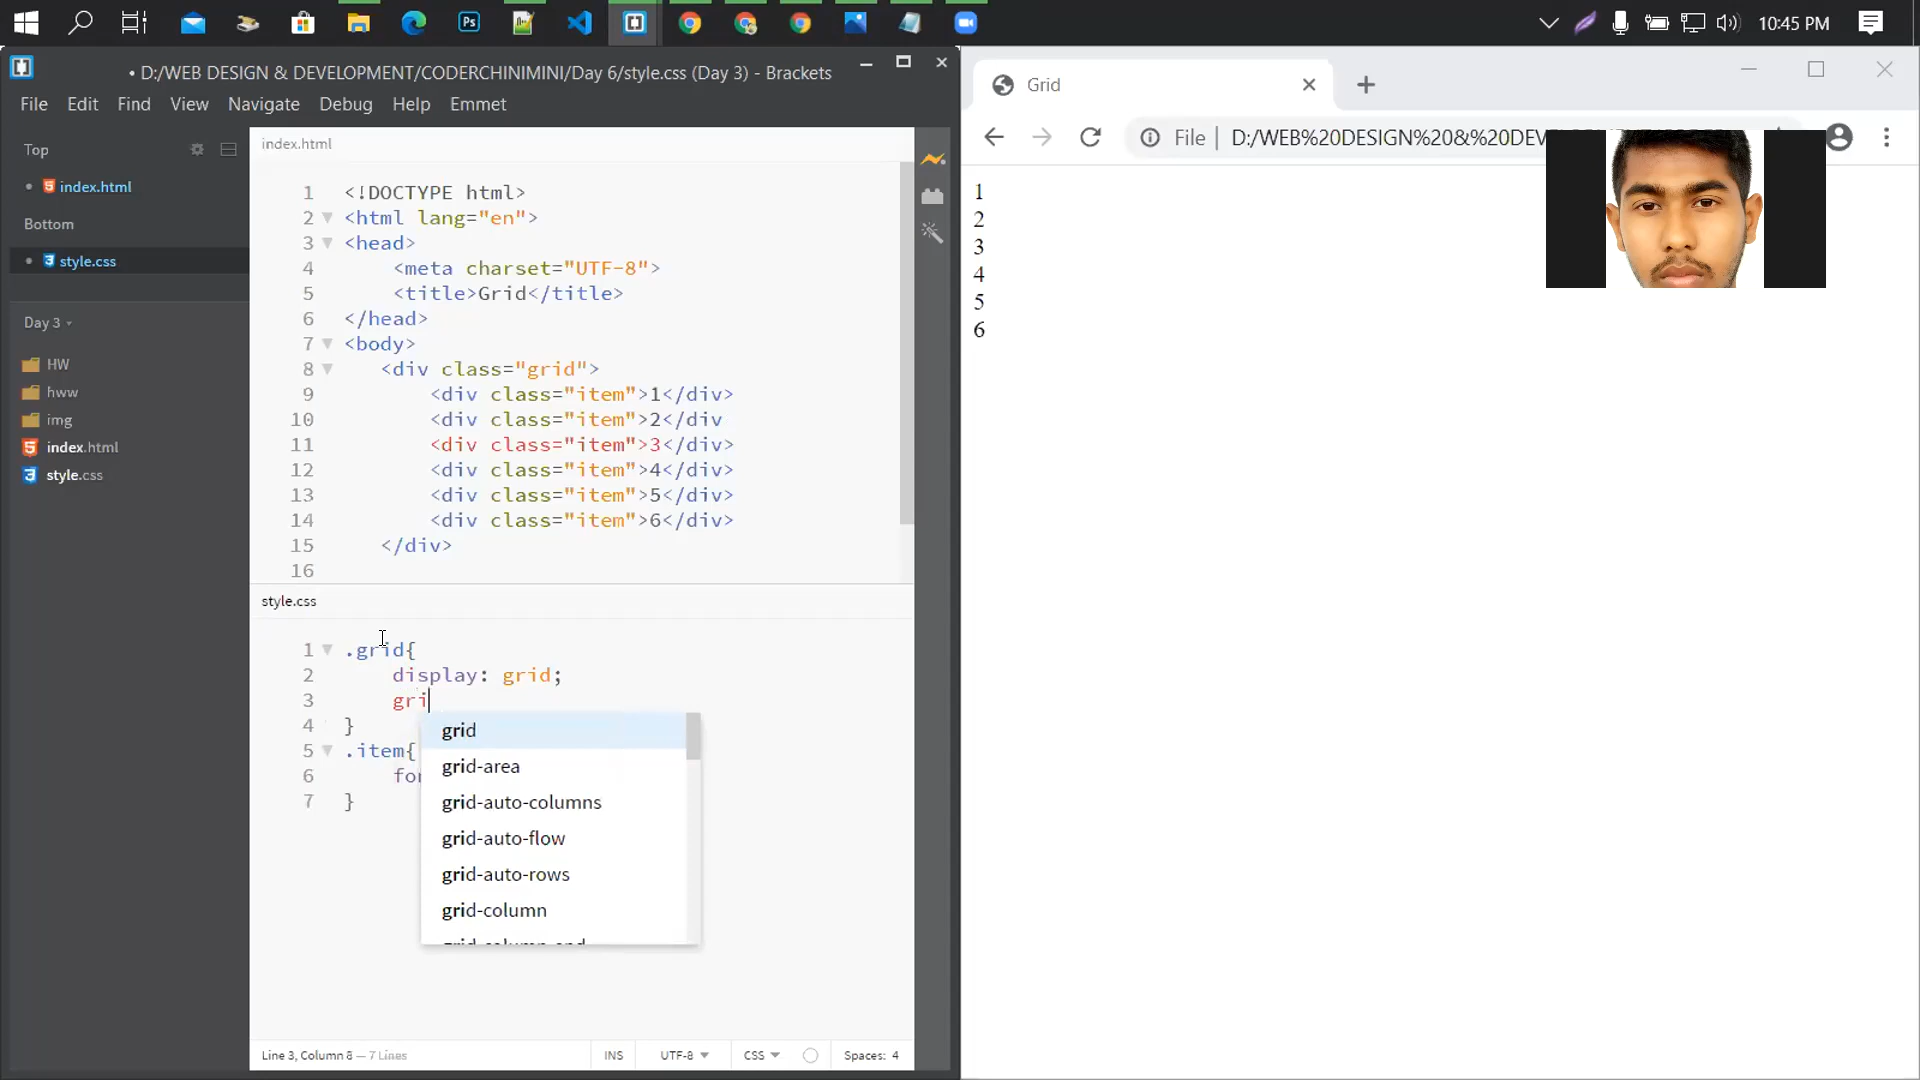 10:45 PM
D:/WEB DESIGN & DEVELOPMENT/CODERCHINIMINI/Day 6/style.css (Day 3) - Brackets
File Edit Find View Navigate Debug Help Emmet
Top
index.html
Bottom
style.css
Day 3
HW
hww
img
index.html
style.css
index.html
1 <!DOCTYPE html>
2 <html lang="en">
3 <head>
4 <meta charset="UTF-8">
5 <title>Grid</title>
6 </head>
7 <body>
8 <div class="grid">
9 <div class="item">1</div>
10 <div class="item">2</div
11 <div class="item">3</div>
12 <div class="item">4</div>
13 <div class="item">5</div>
14 <div class="item">6</div>
15 </div>
16
style.css
1 .grid{
2 display: grid;
3 gri
4 }
5 .item{
6 for
7 }
grid
grid-area
grid-auto-columns
grid-auto-flow
grid-auto-rows
grid-column
grid-column-end
Line 3, Column 8 — 7 Lines
INS UTF-8 CSS Spaces: 4
Grid
File | D:/WEB%20DESIGN%20&%20DEV
1
2
3
4
5
6